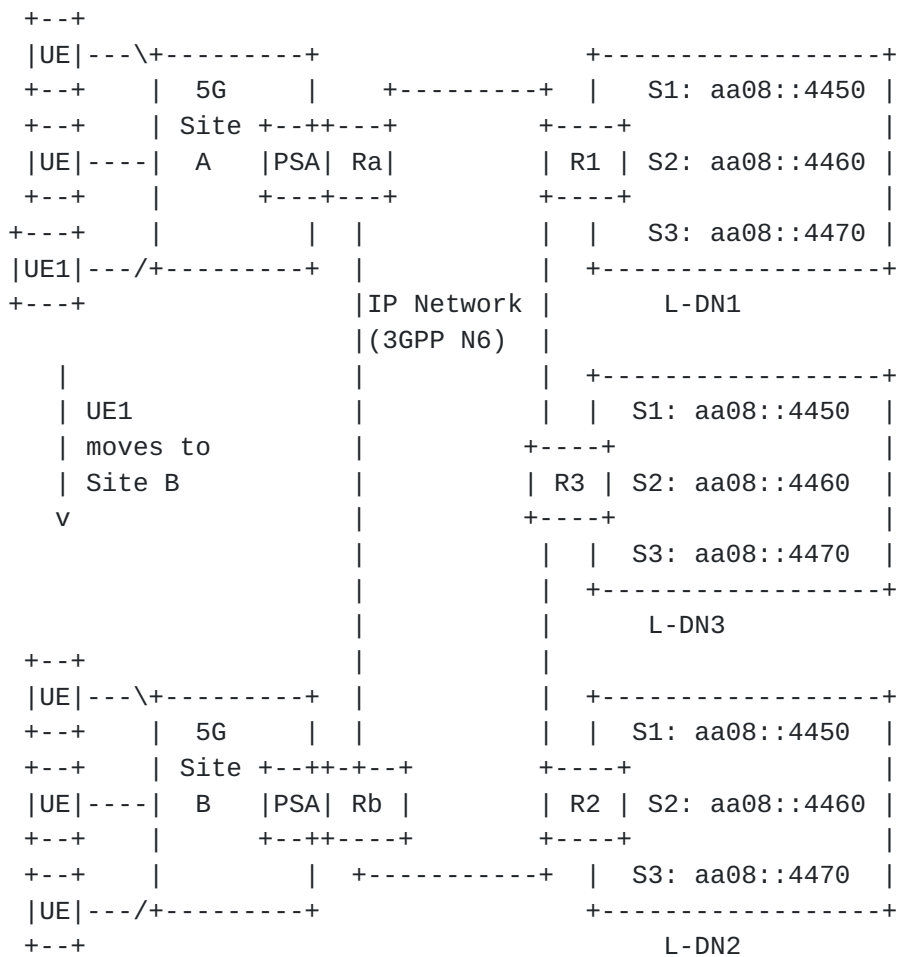 UE
5G S1: aa08::4450
Site
UE A PSA Ra R1 S2: aa08::4460
S3: aa08::4470
UE1
IP Network L-DN1
(3GPP N6)
UE1 S1: aa08::4450
moves to
Site B R3 S2: aa08::4460
v
S3: aa08::4470
L-DN3
UE
5G S1: aa08::4450
Site
UE B PSA Rb R2 S2: aa08::4460
S3: aa08::4470
UE
L-DN2